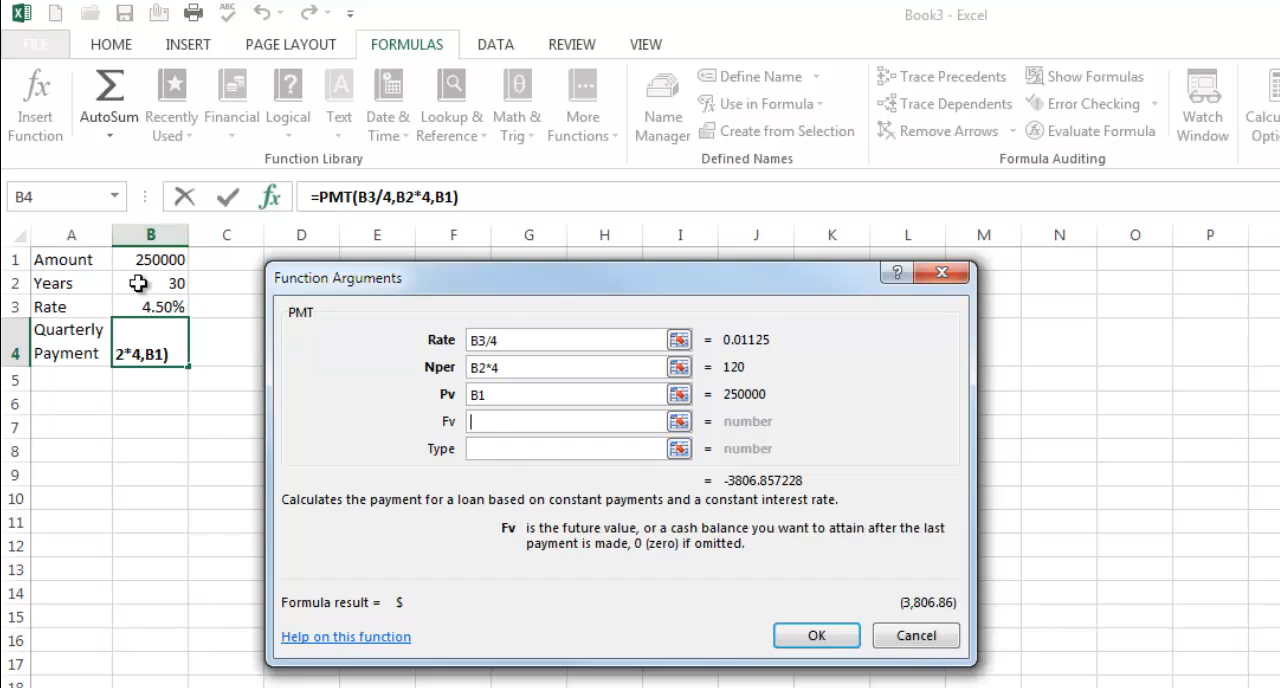 ABC
Book3 - Excel
FILE HOME INSERT PAGE LAYOUT FORMULAS DATA REVIEW VIEW
Insert Function
AutoSum
Recently Used
Financial
Logical
Text
Date & Time
Lookup & Reference
Math & Trig
More Functions
Function Library
Name Manager
Define Name
Use in Formula
Create from Selection
Defined Names
Trace Precedents
Trace Dependents
Remove Arrows
Show Formulas
Error Checking
Evaluate Formula
Formula Auditing
Watch Window
B4 fx =PMT(B3/4,B2*4,B1)
A B C D E F G H I J K L M N O P
1 Amount 250000
2 Years 30
3 Rate 4.50%
4 Quarterly Payment 2*4,B1)
5
6
7
8
9
10
11
12
13
14
15
16
17
18
Function Arguments
PMT
Rate B3/4 = 0.01125
Nper B2*4 = 120
Pv B1 = 250000
Fv = number
Type = number
= -3806.857228
Calculates the payment for a loan based on constant payments and a constant interest rate.
Fv is the future value, or a cash balance you want to attain after the last
payment is made, 0 (zero) if omitted.
Formula result = $ (3,806.86)
Help on this function
OK Cancel